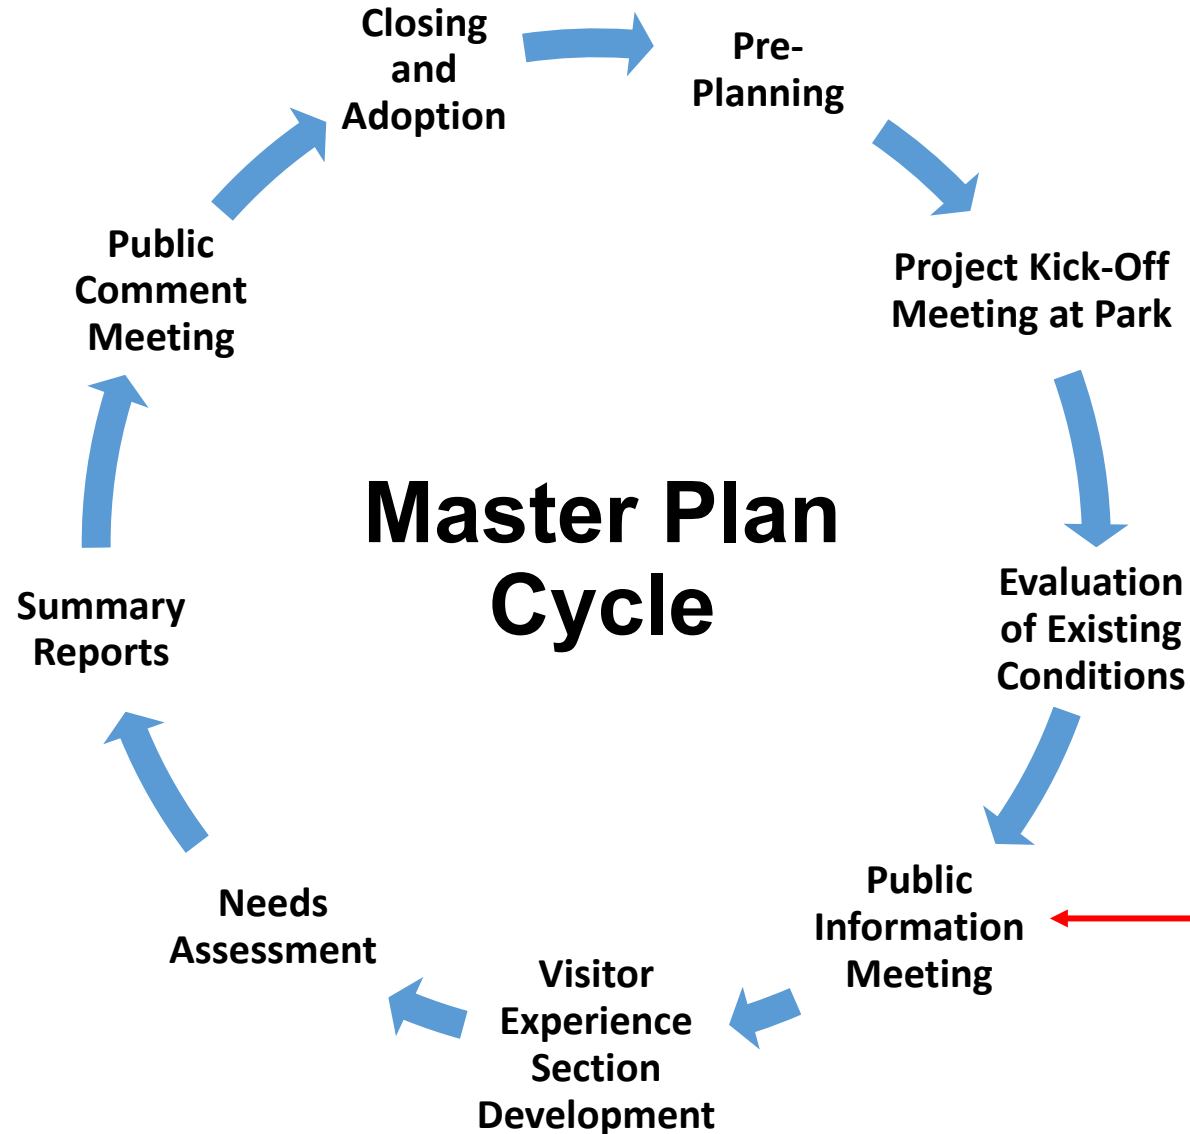 Closing
and
Adoption
Pre-
Planning
Project Kick-Off
Meeting at Park
Evaluation
of Existing
Conditions
Public
Information
Meeting
Visitor
Experience
Section
Development
Needs
Assessment
Summary
Reports
Public
Comment
Meeting
Master Plan
Cycle